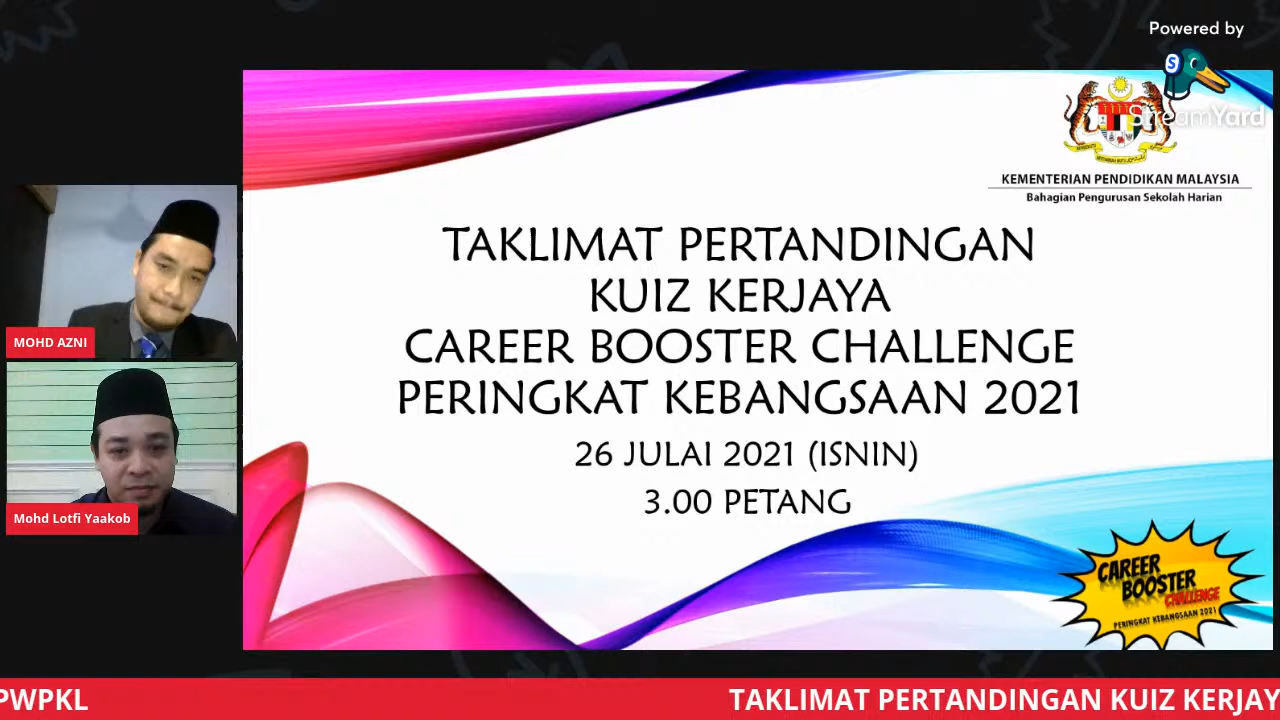 Powered by
StreamYard
KEMENTERIAN PENDIDIKAN MALAYSIA
Bahagian Pengurusan Sekolah Harian
TAKLIMAT PERTANDINGAN
KUIZ KERJAYA
CAREER BOOSTER CHALLENGE
PERINGKAT KEBANGSAAN 2021
26 JULAI 2021 (ISNIN)
3.00 PETANG
MOHD AZNI
Mohd Lotfi Yaakob
CAREER
BOOSTER
CHALLENGE
PERINGKAT KEBANGSAAN 2021
PWPKL
TAKLIMAT PERTANDINGAN KUIZ KERJAY